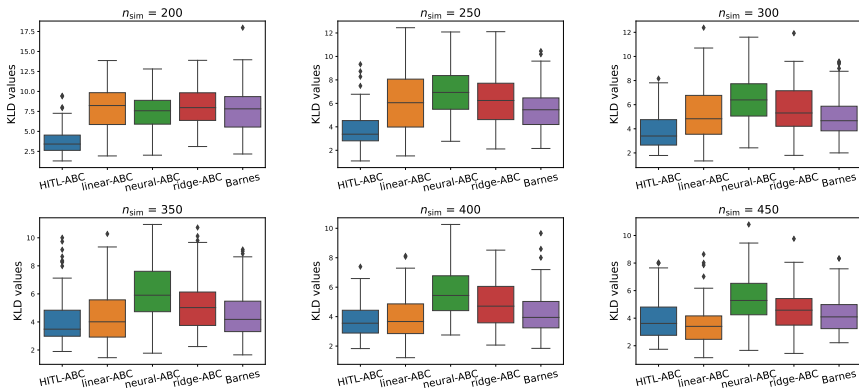 n_sim = 200
KLD values
17.5
15.0
12.5
10.0
7.5
5.0
2.5
HITL-ABC linear-ABC neural-ABC ridge-ABC Barnes
n_sim = 250
KLD values
12
10
8
6
4
2
HITL-ABC linear-ABC neural-ABC ridge-ABC Barnes
n_sim = 300
KLD values
12
10
8
6
4
2
HITL-ABC linear-ABC neural-ABC ridge-ABC Barnes
n_sim = 350
KLD values
10
8
6
4
2
HITL-ABC linear-ABC neural-ABC ridge-ABC Barnes
n_sim = 400
KLD values
10
8
6
4
2
HITL-ABC linear-ABC neural-ABC ridge-ABC Barnes
n_sim = 450
KLD values
10
8
6
4
2
HITL-ABC linear-ABC neural-ABC ridge-ABC Barnes